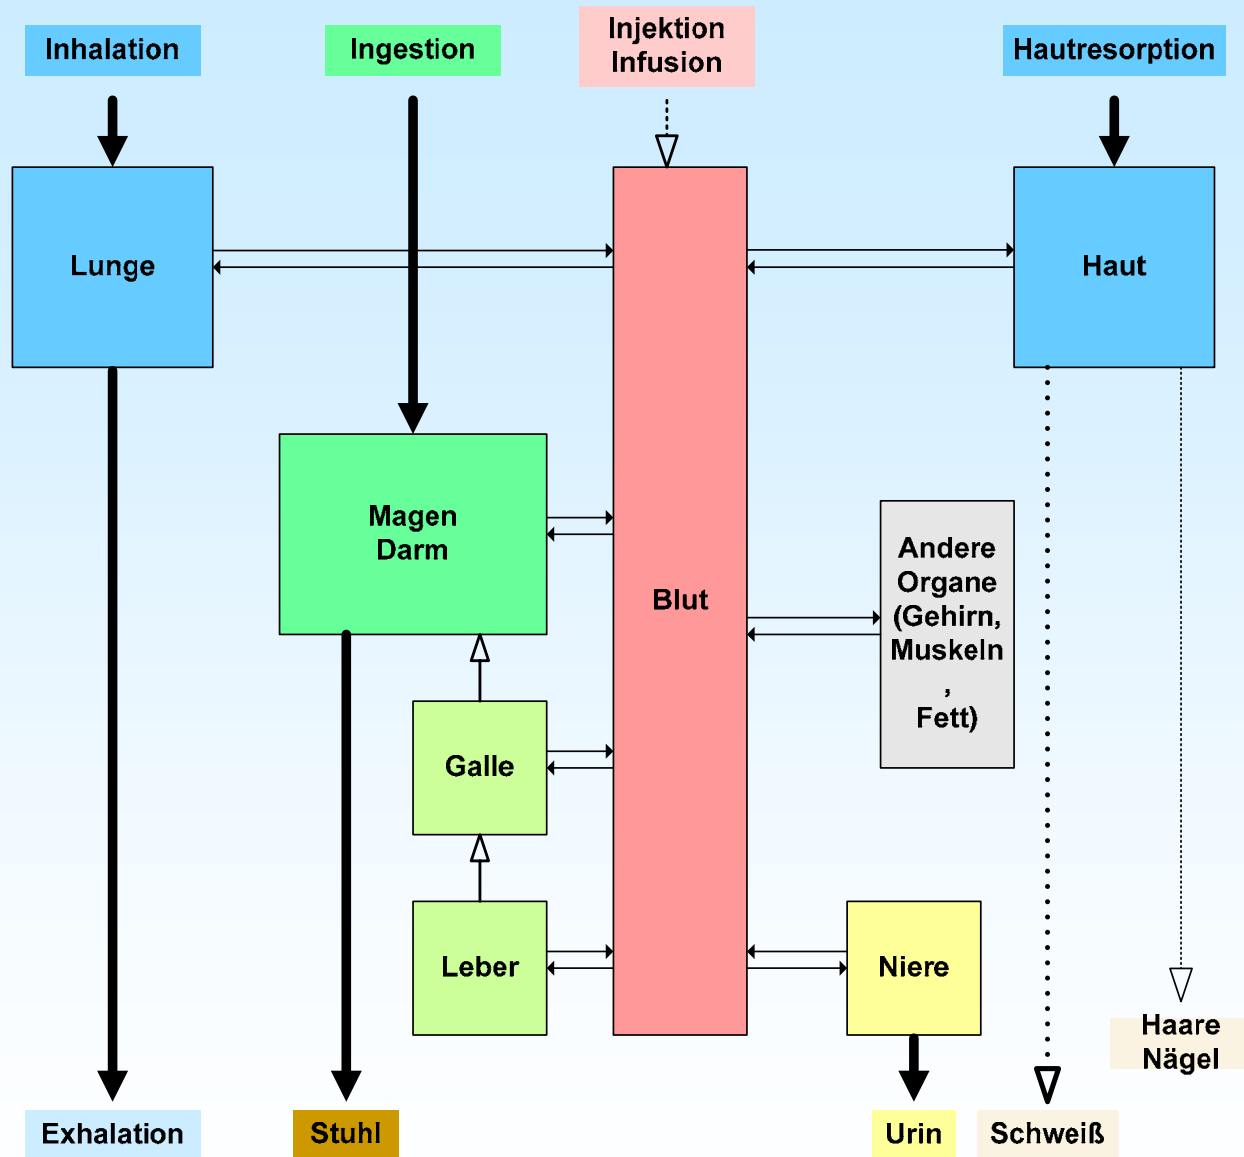 Inhalation
Ingestion
Injektion
Infusion
Hautresorption
Lunge
Haut
Magen
Darm
Blut
Andere
Organe
(Gehirn,
Muskeln
,
Fett)
Galle
Leber
Niere
Haare
Nägel
Exhalation
Stuhl
Urin
Schweiß